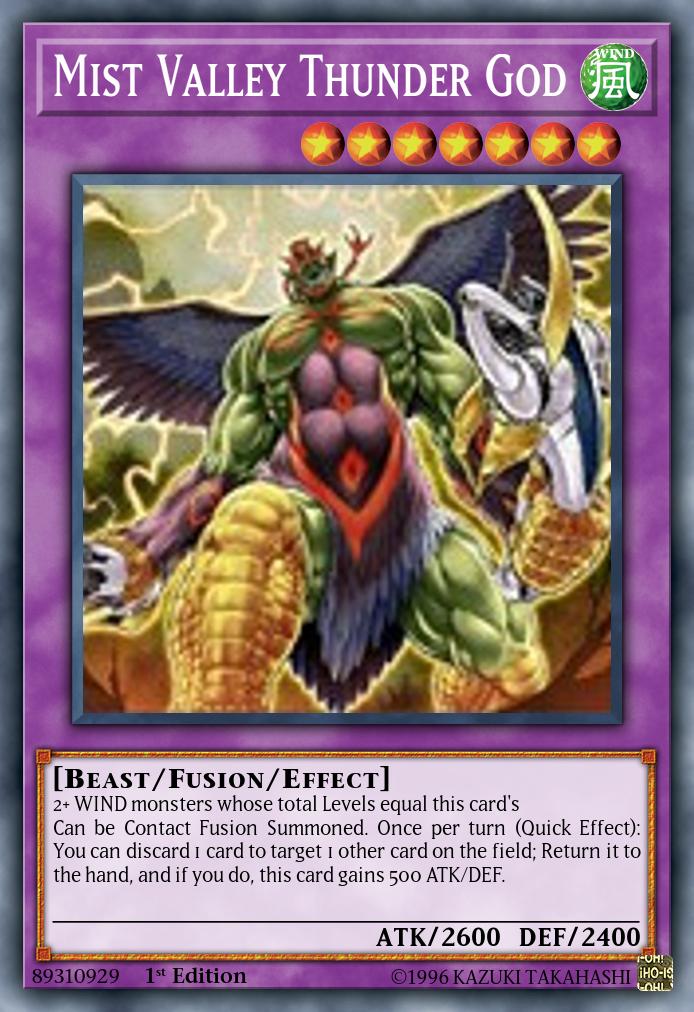 MIST VALLEY THUNDER GOD
WIND
風
[BEAST/FUSION/EFFECT]
2+ WIND monsters whose total Levels equal this card's
Can be Contact Fusion Summoned. Once per turn (Quick Effect):
You can discard 1 card to target 1 other card on the field; Return it to
the hand, and if you do, this card gains 500 ATK/DEF.
ATK/2600 DEF/2400
89310929 1st Edition ©1996 KAZUKI TAKAHASHI